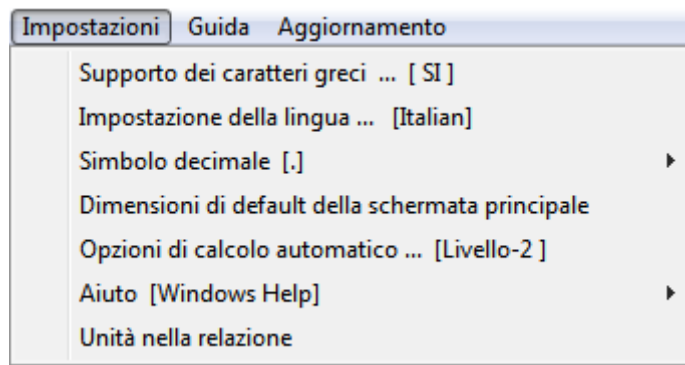 Impostazioni Guida Aggiornamento
Supporto dei caratteri greci ... [ SI ]
Impostazione della lingua ... [Italian]
Simbolo decimale [.]
Dimensioni di default della schermata principale
Opzioni di calcolo automatico ... [Livello-2 ]
Aiuto [Windows Help]
Unità nella relazione